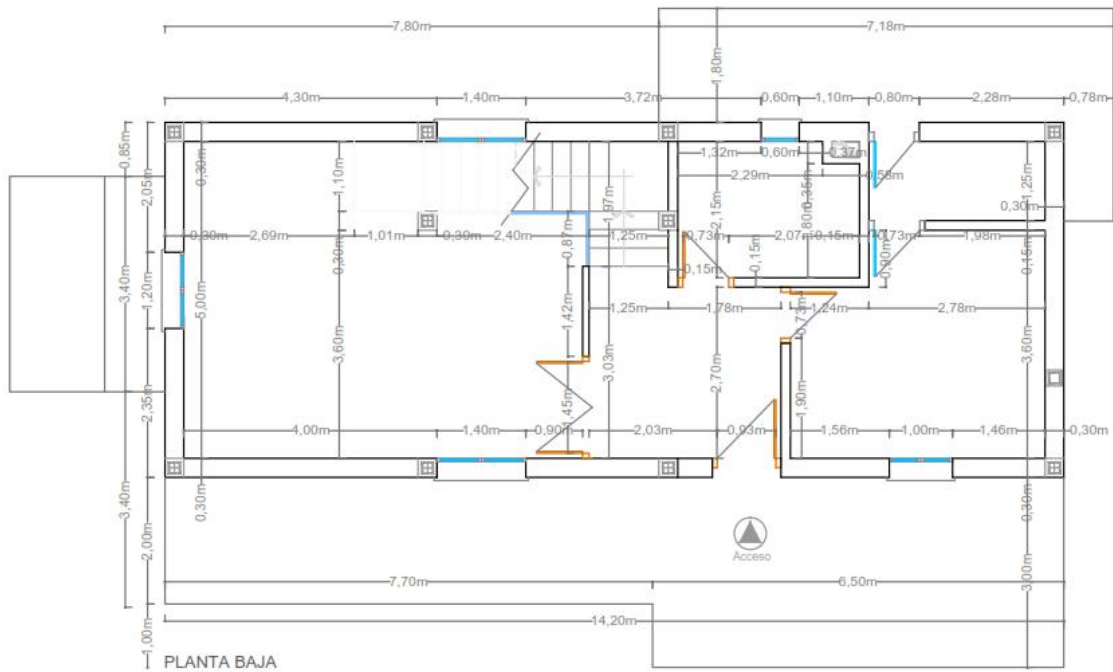 7,80m
7,18m
1,80m
4,30m
1,40m
3,72m
0,60m
1,10m
0,80m
2,28m
0,78m
0,85m
2,05m
0,30m
1,10m
1,97m
1,32m
0,60m
0,37m
2,29m
0,58m
0,35m
1,80m
2,15m
1,25m
0,30m
0,30m
2,69m
1,01m
0,30m
2,40m
1,25m
0,73m
2,07m
0,15m
0,73m
1,98m
0,30m
0,87m
0,15m
0,15m
0,90m
0,15m
3,40m
1,20m
5,00m
1,25m
1,78m
1,24m
2,78m
0,73m
1,42m
3,60m
3,03m
2,70m
3,60m
2,35m
1,45m
1,90m
4,00m
1,40m
0,90m
2,03m
0,93m
1,56m
1,00m
1,46m
0,30m
3,40m
0,30m
0,30m
2,00m
Acceso
3,00m
7,70m
6,50m
1,00m
14,20m
PLANTA BAJA